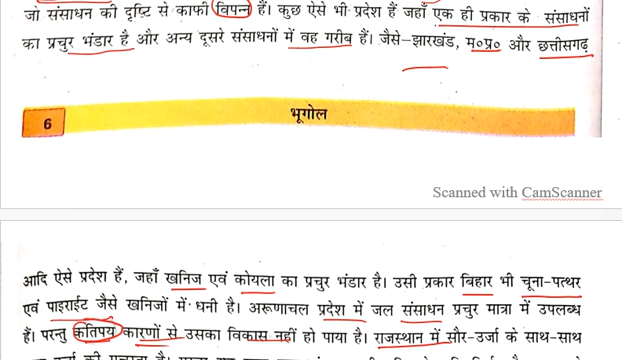 जो संसाधन की दृष्टि से काफी विपन्न हैं। कुछ ऐसे भी प्रदेश हैं जहाँ एक ही प्रकार के संसाधनों
का प्रचुर भंडार है और अन्य दूसरे संसाधनों में वह गरीब हैं। जैसे–झारखंड, म०प्र० और छत्तीसगढ़
6
भूगोल
Scanned with CamScanner
आदि ऐसे प्रदेश हैं, जहाँ खनिज एवं कोयला का प्रचुर भंडार है। उसी प्रकार बिहार भी चूना-पत्थर
एवं पाइराईट जैसे खनिजों में धनी है। अरूणाचल प्रदेश में जल संसाधन प्रचुर मात्रा में उपलब्ध
हैं। परन्तु कतिपय कारणों से उसका विकास नहीं हो पाया है। राजस्थान में सौर-उर्जा के साथ-साथ